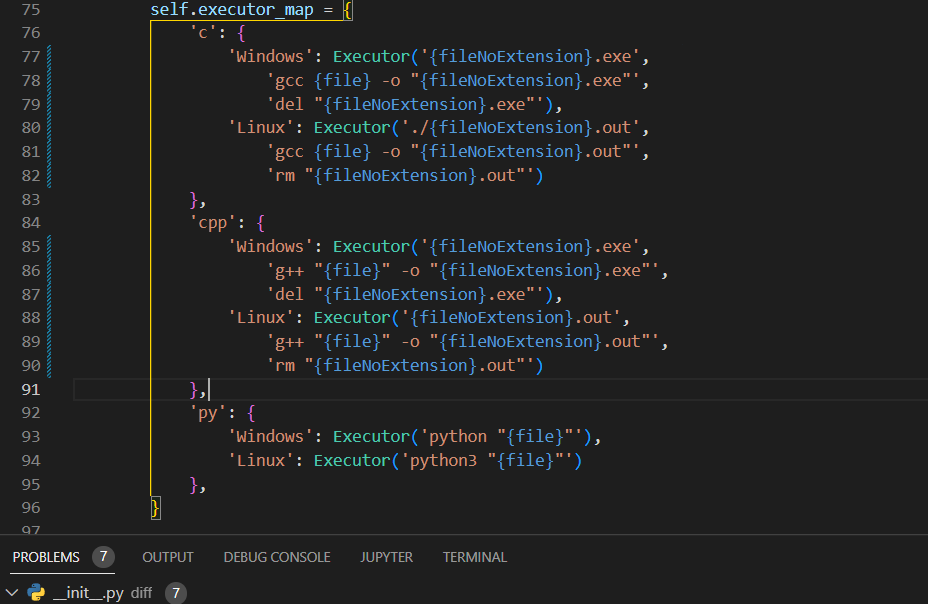 75 self.executor_map = {
76 'c': {
77 'Windows': Executor('{fileNoExtension}.exe',
78 'gcc {file} -o "{fileNoExtension}.exe"',
79 'del "{fileNoExtension}.exe"'),
80 'Linux': Executor('./{fileNoExtension}.out',
81 'gcc {file} -o "{fileNoExtension}.out"',
82 'rm "{fileNoExtension}.out"')
83 },
84 'cpp': {
85 'Windows': Executor('{fileNoExtension}.exe',
86 'g++ "{file}" -o "{fileNoExtension}.exe"',
87 'del "{fileNoExtension}.exe"'),
88 'Linux': Executor('{fileNoExtension}.out',
89 'g++ "{file}" -o "{fileNoExtension}.out"',
90 'rm "{fileNoExtension}.out"')
91 },
92 'py': {
93 'Windows': Executor('python "{file}"'),
94 'Linux': Executor('python3 "{file}"')
95 },
96 }
97
PROBLEMS 7 OUTPUT DEBUG CONSOLE JUPYTER TERMINAL
__init__.py diff 7